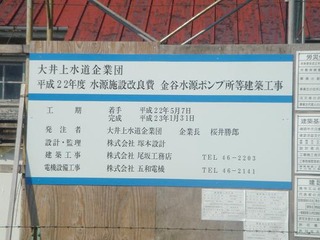 大井上水道企業団
平成22年度 水源施設改良費 金谷水源ポンプ所等建築工事
工期 着手 平成22年5月7日
完成 平成23年1月31日
発注者 大井上水道企業団 企業長 桜井勝郎
設計・監理 株式会社 塚本設計
建築工事 株式会社 尾坂工務店 TEL 46-2203
電機設備工事 株式会社 五和電機 TEL 46-2141